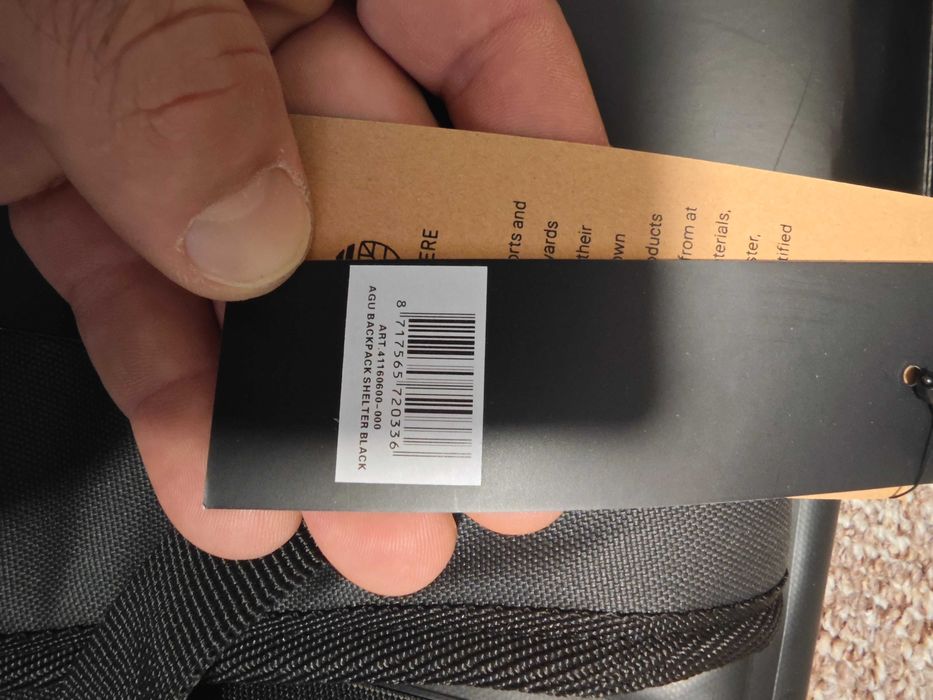 8 717565 720336
ART.41160600-000
AGU BACKPACK SHELTER BLACK
ERE
orts and
their
own
oducts
from at
terials,
ster,
tified